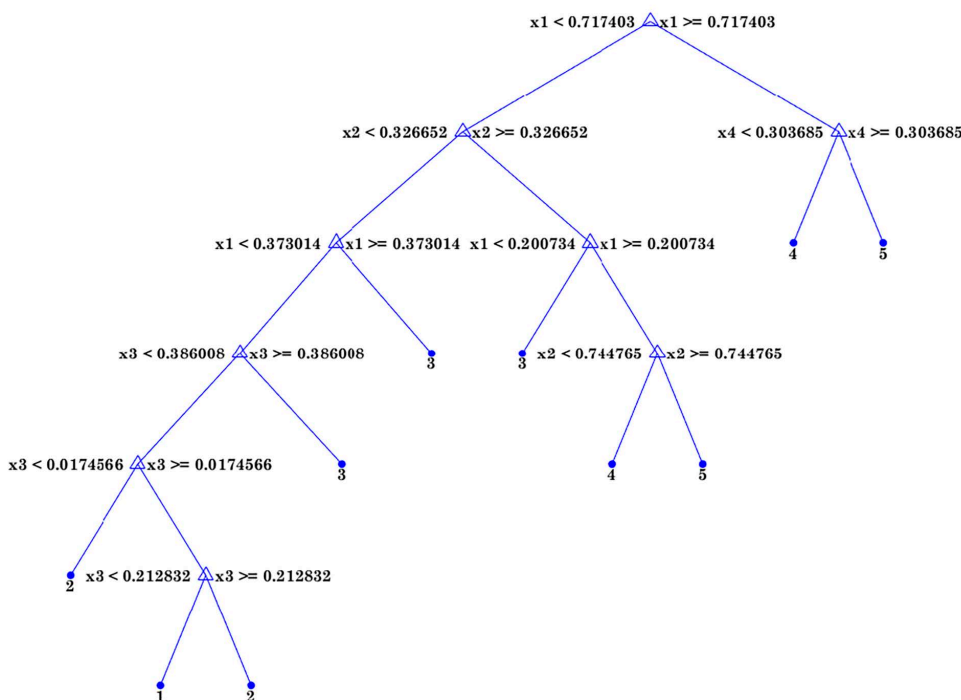 x1 < 0.717403 x1 >= 0.717403
x2 < 0.326652 x2 >= 0.326652 x4 < 0.303685 x4 >= 0.303685
x1 < 0.373014 x1 >= 0.373014 x1 < 0.200734 x1 >= 0.200734
4 5
x3 < 0.386008 x3 >= 0.386008 x2 < 0.744765 x2 >= 0.744765
3 3
x3 < 0.0174566 x3 >= 0.0174566
3 4 5
x3 < 0.212832 x3 >= 0.212832
2
1 2